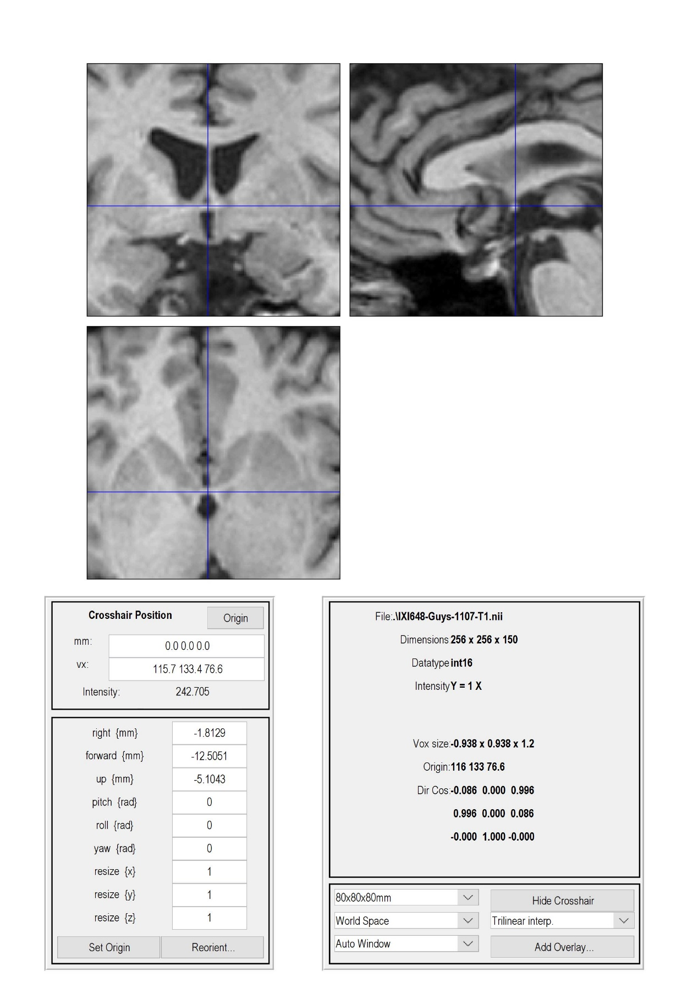 Crosshair Position
Origin
mm:
0.0 0.0 0.0
vx:
115.7 133.4 76.6
Intensity:
242.705
right {mm}
-1.8129
forward {mm}
-12.5051
up {mm}
-5.1043
pitch {rad}
0
roll {rad}
0
yaw {rad}
0
resize {x}
1
resize {y}
1
resize {z}
1
Set Origin
Reorient...
File:.\IXI648-Guys-1107-T1.nii
Dimensions 256 x 256 x 150
Datatype int16
Intensity Y = 1 X
Vox size:-0.938 x 0.938 x 1.2
Origin:116 133 76.6
Dir Cos:-0.086 0.000 0.996
0.996 0.000 0.086
-0.000 1.000 -0.000
80x80x80mm
Hide Crosshair
World Space
Trilinear interp.
Auto Window
Add Overlay...